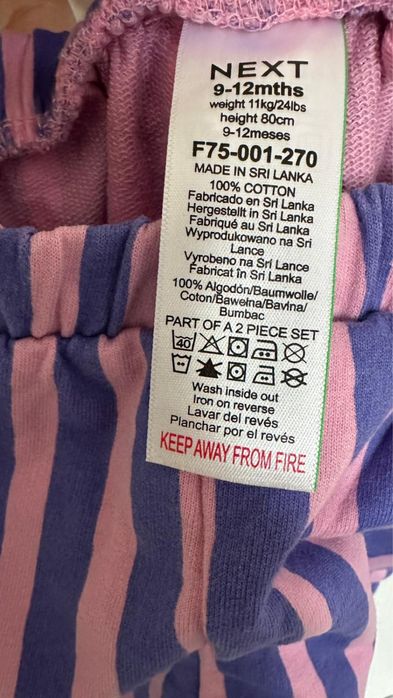 NEXT
9-12mths
weight 11kg/24lbs
height 80cm
9-12meses
F75-001-270
MADE IN SRI LANKA
100% COTTON
Fabricado en Sri Lanka
Hergestellt in Sri Lanka
Fabriqué au Sri Lanka
Wyprodukowano na Sri
Lance
Vyrobeno na Srí Lance
Fabricat în Sri Lanka
100% Algodón/Baumwolle/
Coton/Bawełna/Bavlna/
Bumbac
PART OF A 2 PIECE SET
40
Wash inside out
Iron on reverse
Lavar del revés
Planchar por el revés
KEEP AWAY FROM FIRE